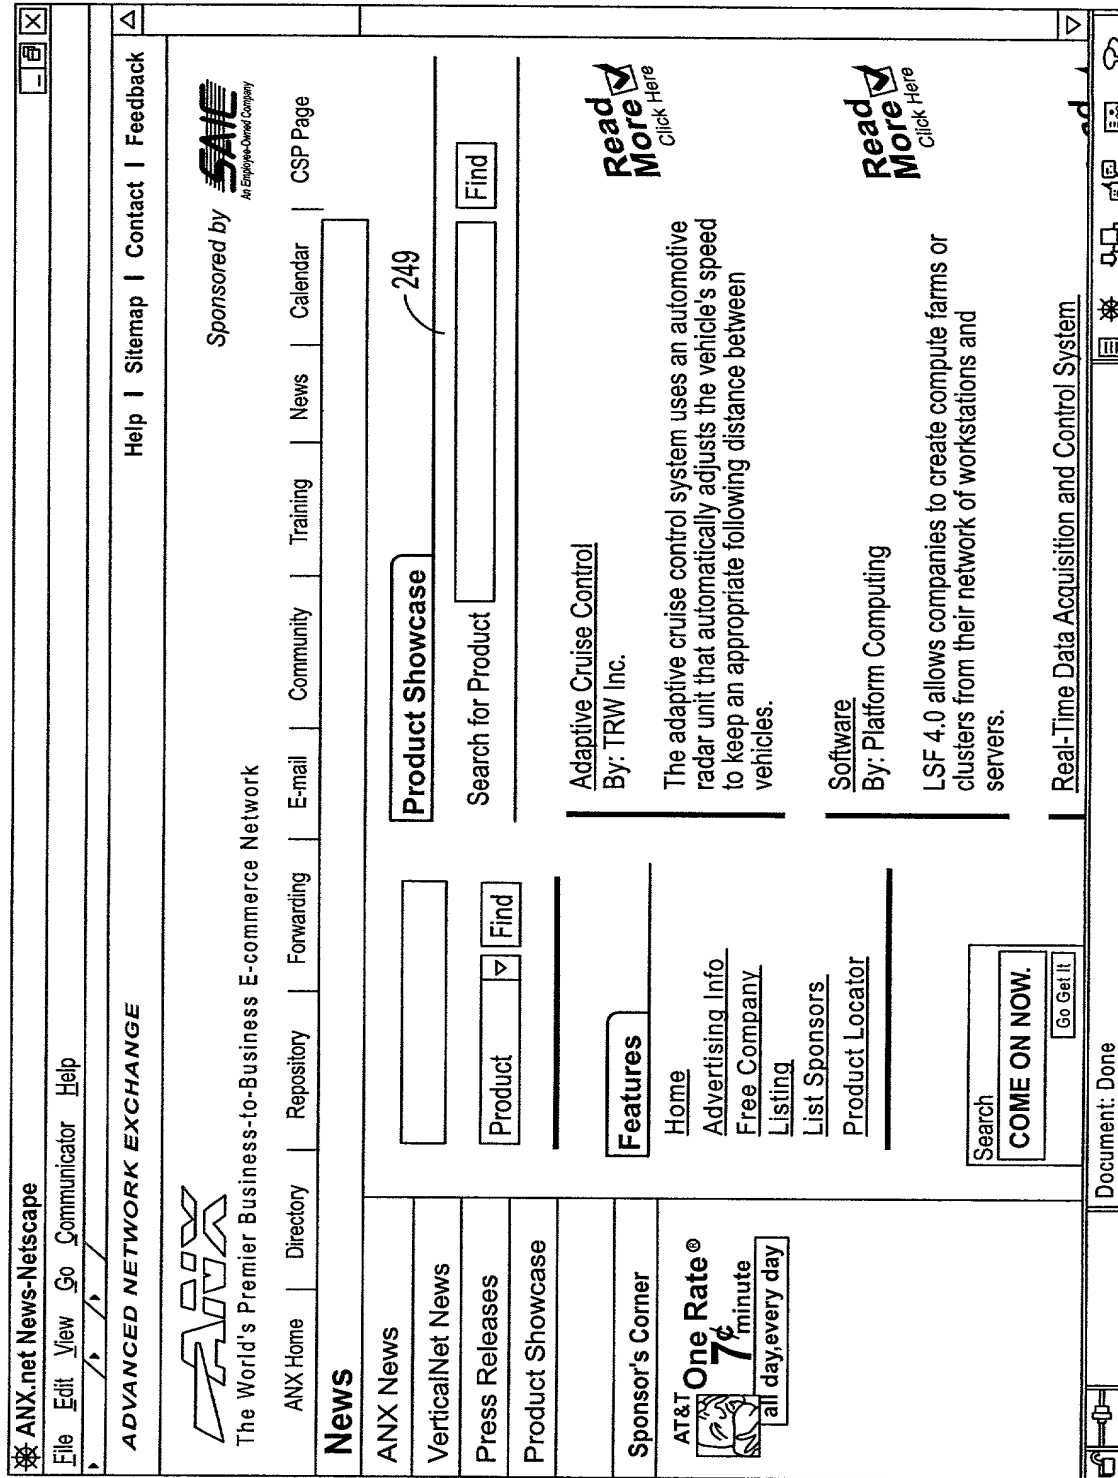 ANX.net News-Netscape
File Edit View Go Communicator Help
ADVANCED NETWORK EXCHANGE
Help | Sitemap | Contact | Feedback
ANX
The World's Premier Business-to-Business E-commerce Network
Sponsored by SAIC
An Employee-Owned Company
ANX Home | Directory | Repository | Forwarding | E-mail | Community | Training | News | Calendar | CSP Page
News
ANX News
VerticalNet News
Press Releases
Product Showcase
Sponsor's Corner
AT&T One Rate®
7¢ minute
all day,every day
Product Find
Features
Home
Advertising Info
Free Company
Listing
List Sponsors
Product Locator
Search
COME ON NOW.
Go Get It
Product Showcase
249
Search for Product Find
Adaptive Cruise Control
By: TRW Inc.
The adaptive cruise control system uses an automotive
radar unit that automatically adjusts the vehicle's speed
to keep an appropriate following distance between
vehicles.
Read
More
Click Here
Software
By: Platform Computing
LSF 4.0 allows companies to create compute farms or
clusters from their network of workstations and
servers.
Read
More
Click Here
Real-Time Data Acquisition and Control System
Document: Done